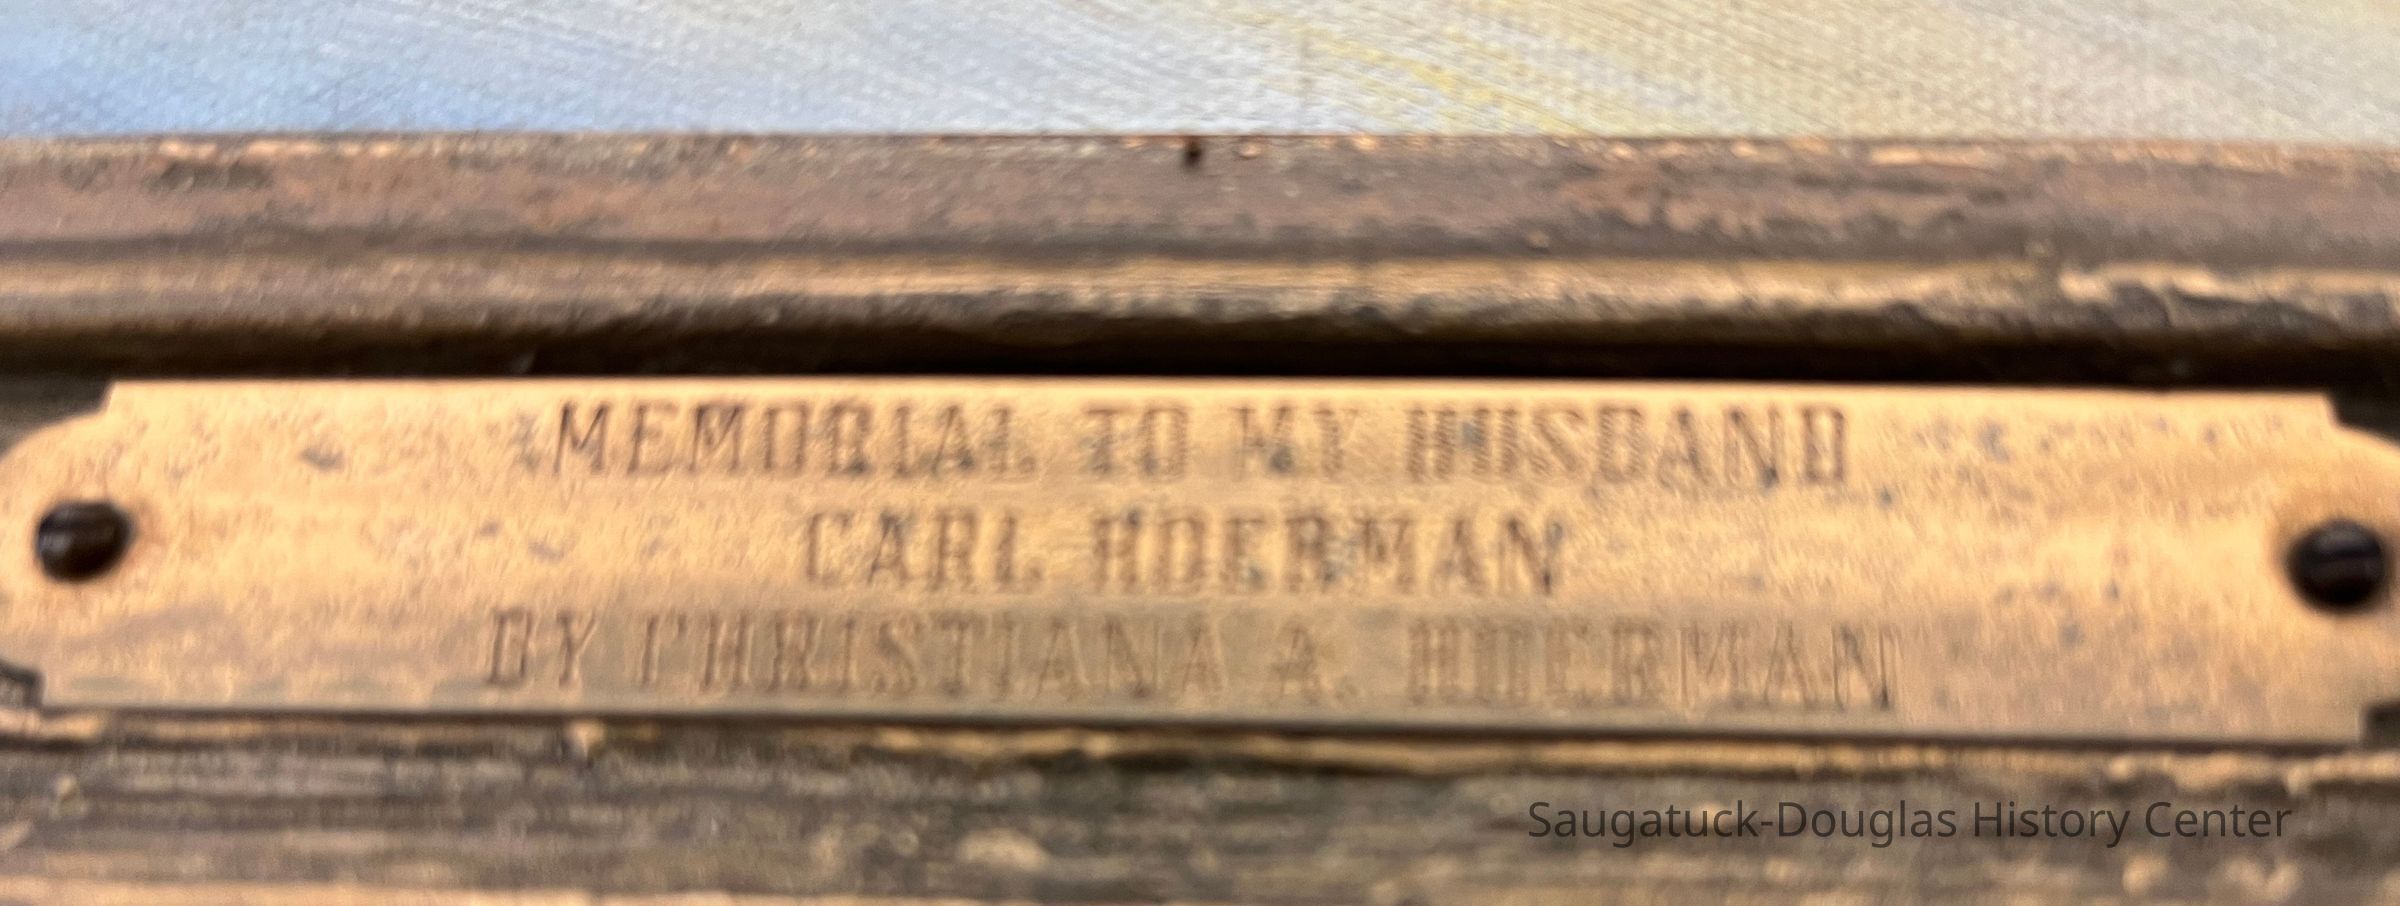 MEMORIAL TO MY HUSBAND
CARL HOERMAN
BY CHRISTIANA A. HOERMAN
Saugatuck-Douglas History Center